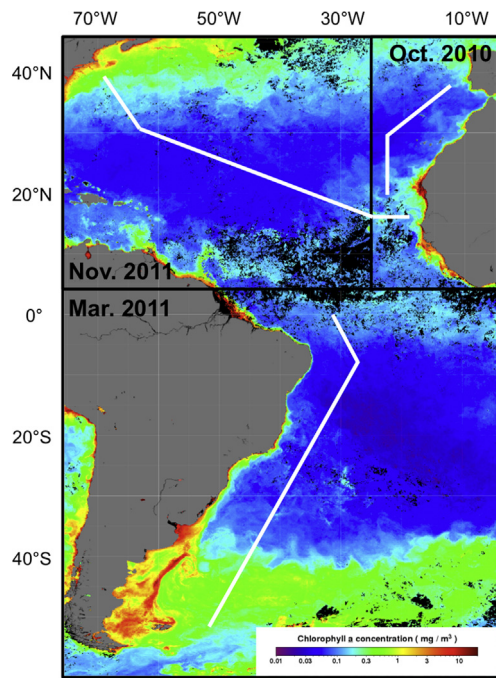 70°W 50°W 30°W 10°W
40°N
Oct. 2010
20°N
Nov. 2011
Mar. 2011
0°
20°S
40°S
Chlorophyll a concentration ( mg / m³ )
0.01 0.03 0.1 0.3 1 3 10